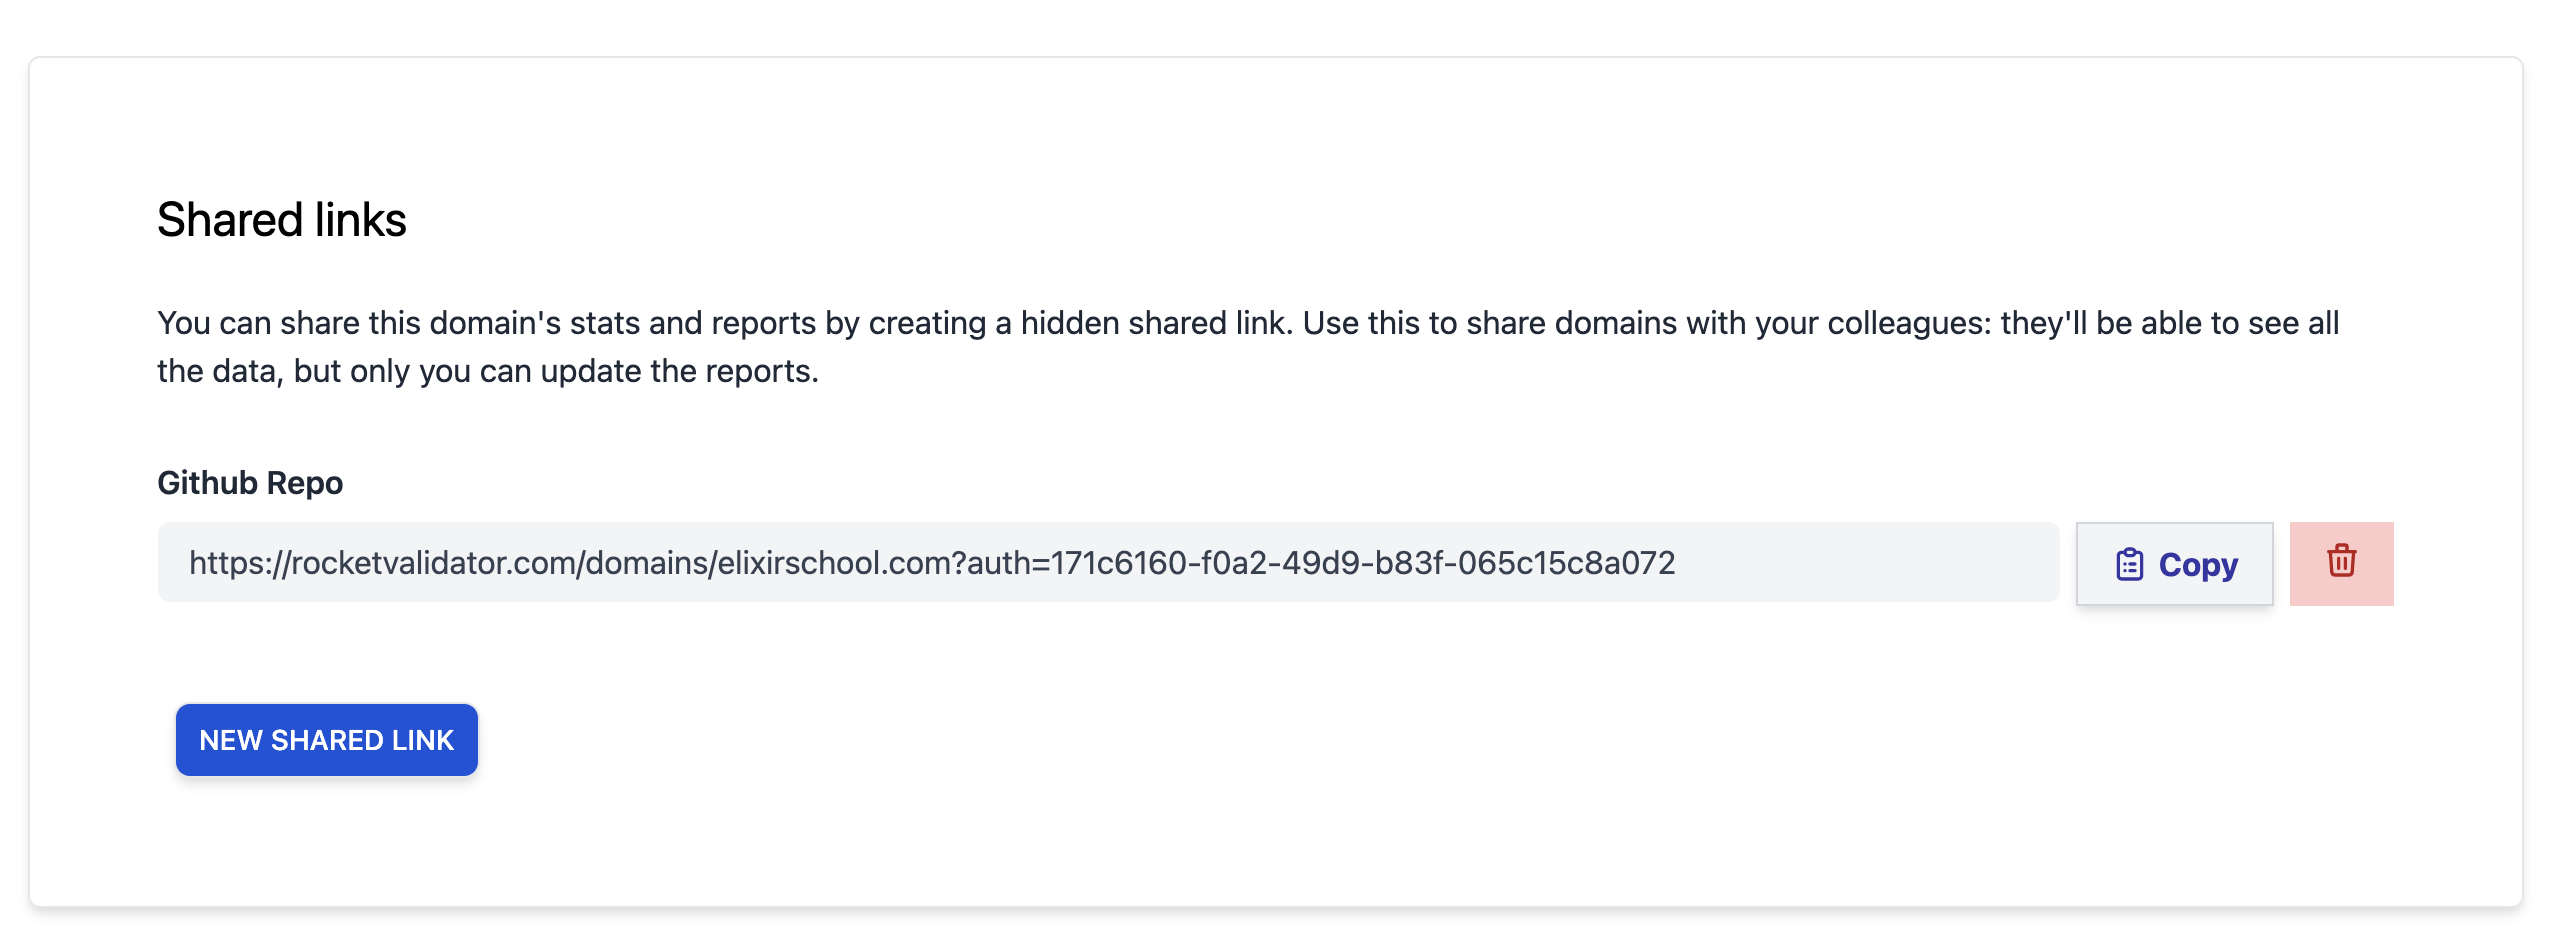 Shared links
You can share this domain's stats and reports by creating a hidden shared link. Use this to share domains with your colleagues: they'll be able to see all
the data, but only you can update the reports.
Github Repo
https://rocketvalidator.com/domains/elixirschool.com?auth=171c6160-f0a2-49d9-b83f-065c15c8a072
Copy
NEW SHARED LINK